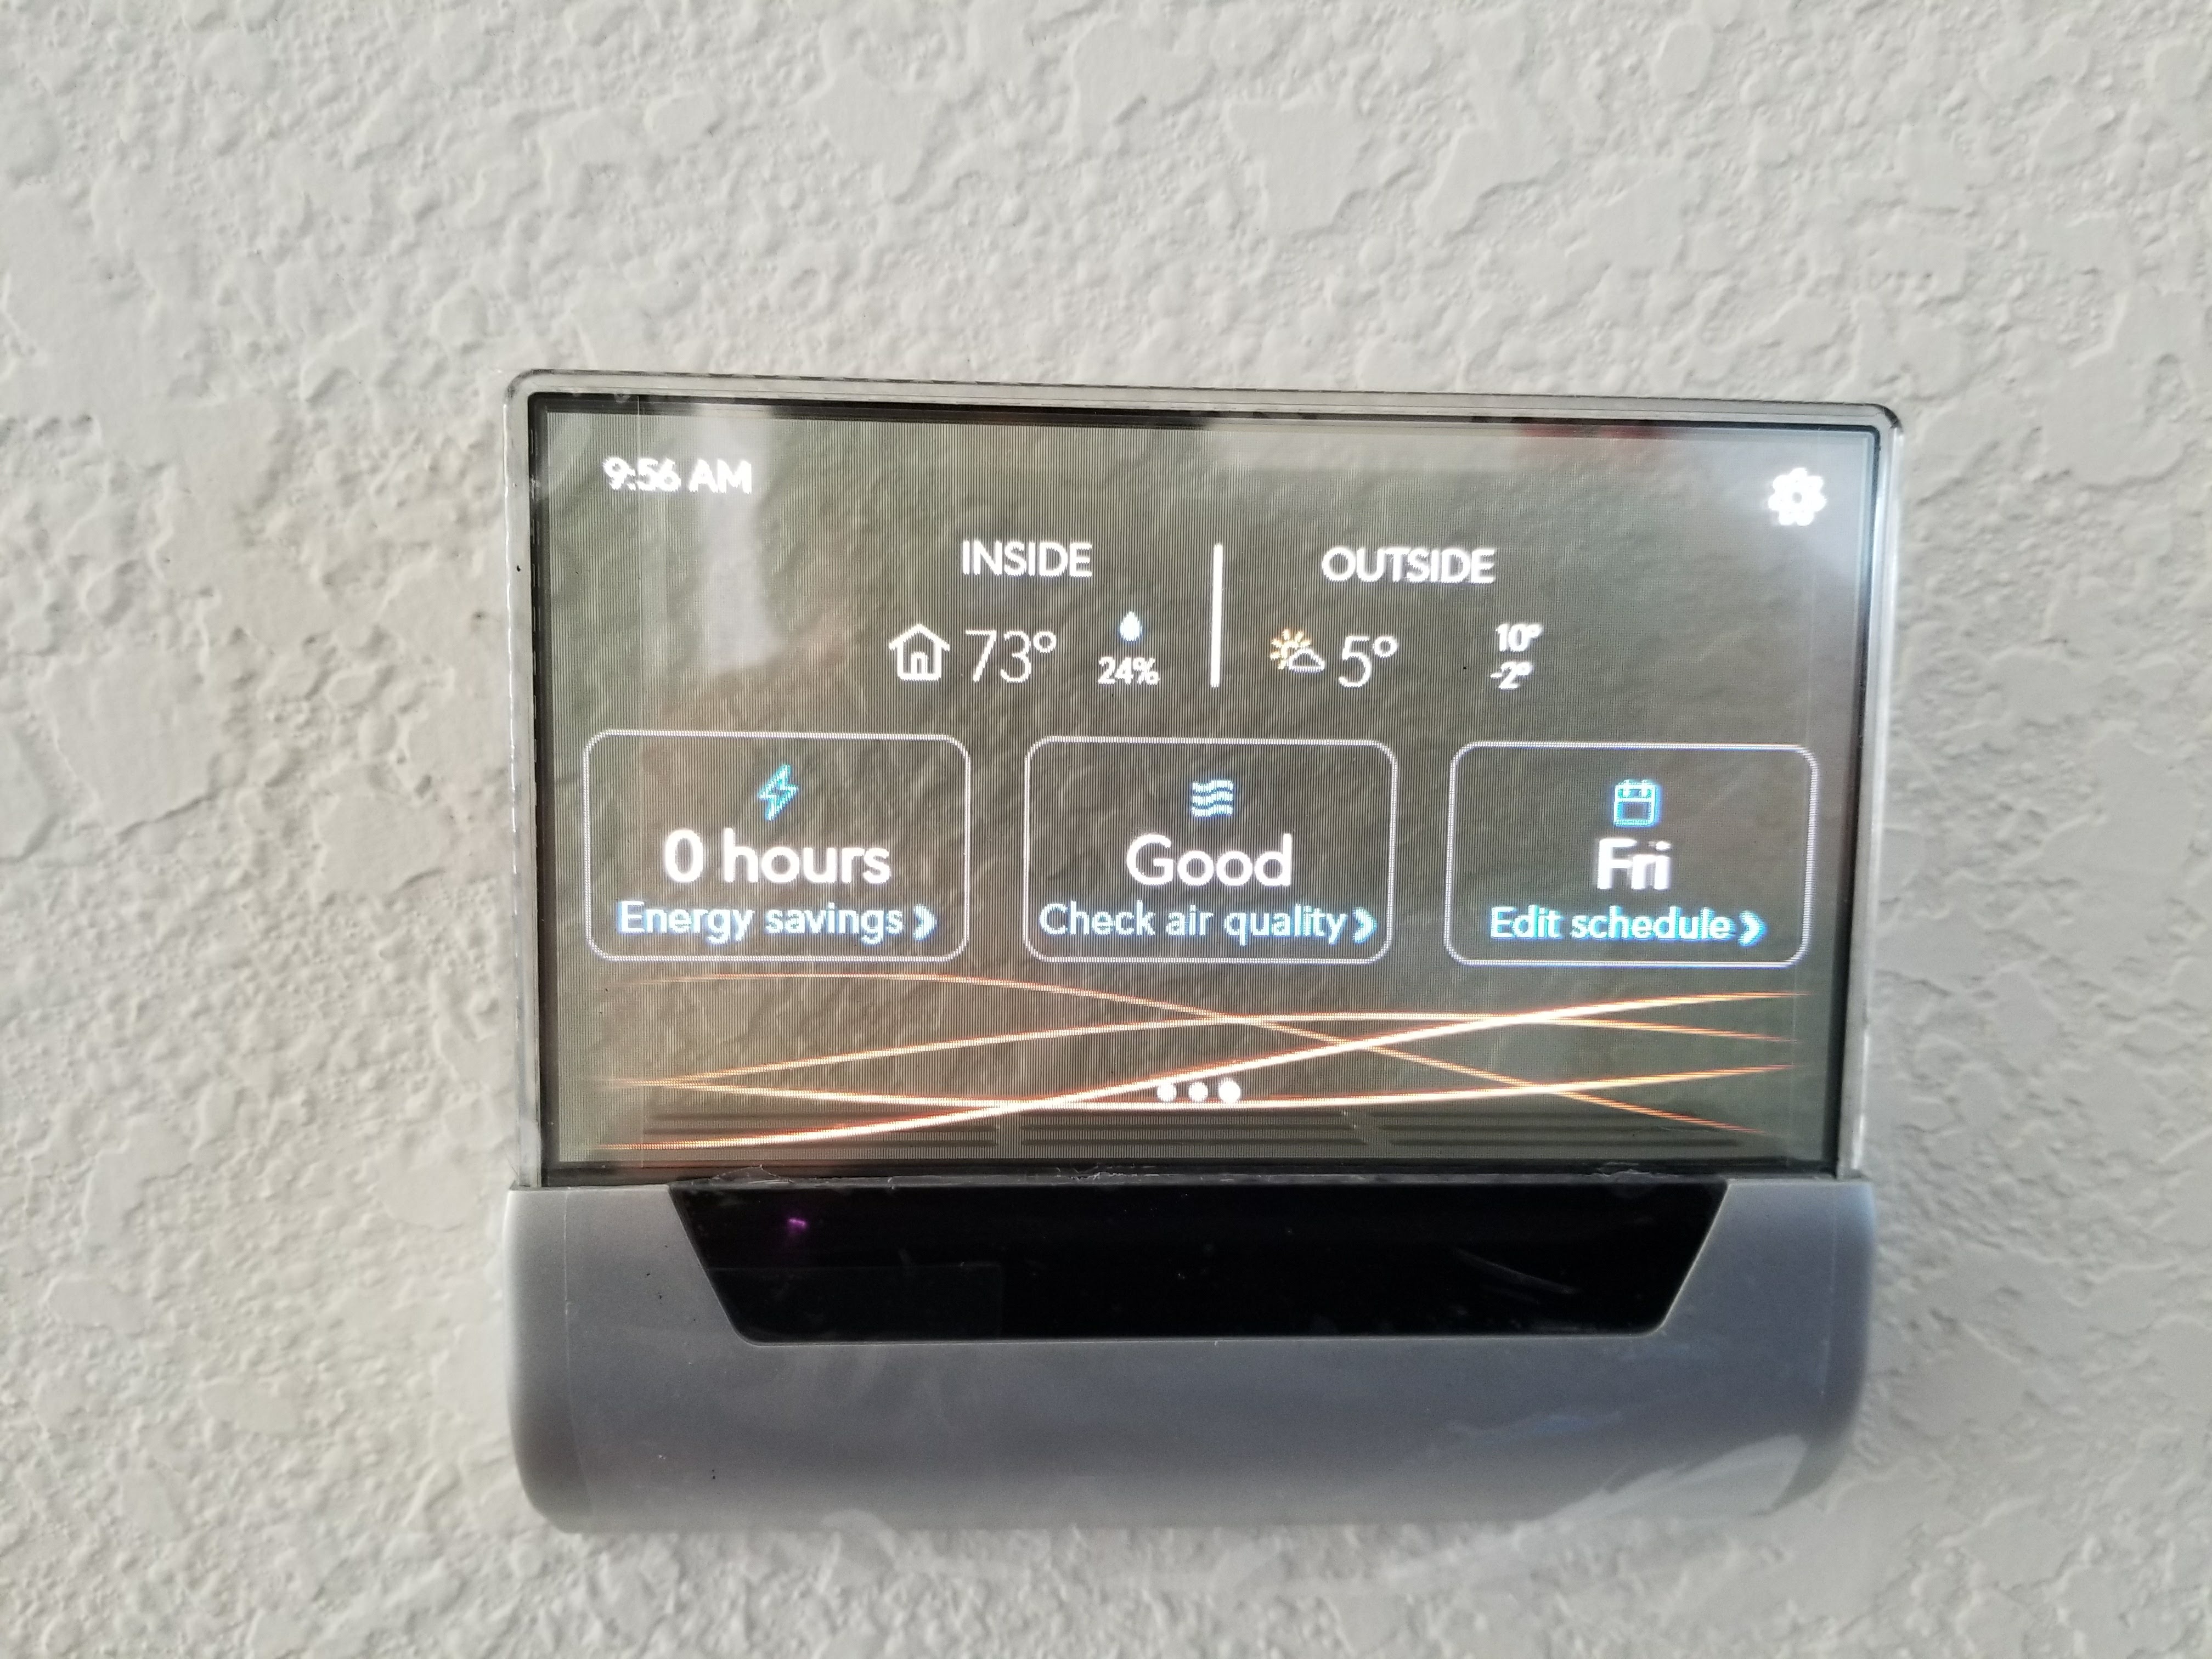 9:56 AM
INSIDE
OUTSIDE
73°
24%
5°
10°
-2°
0 hours
Energy savings
Good
Check air quality
Fri
Edit schedule